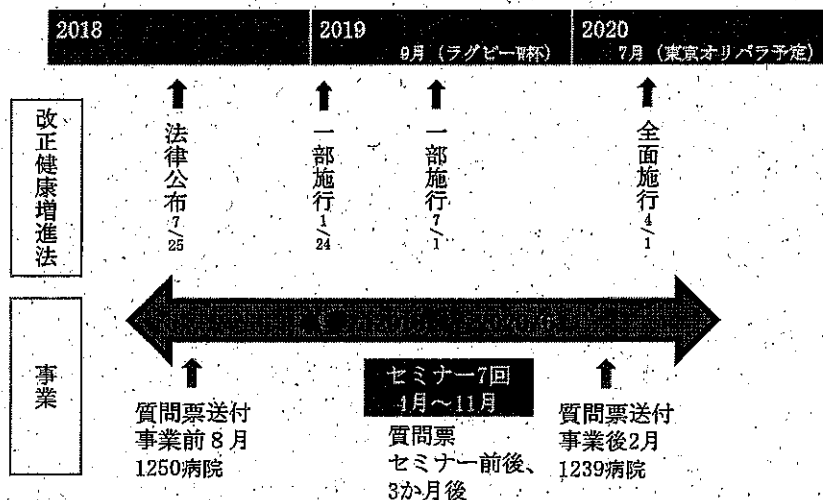 2018
2019
9月（ラグビーW杯）
2020
7月（東京オリパラ予定）
改正健康増進法
法律公布7/25
一部施行1/24
一部施行7/1
全面施行4/1
事業
質問票送付
事業前8月
1250病院
セミナー7回
4月～11月
質問票
セミナー前後、
3か月後
質問票送付
事業後2月
1239病院